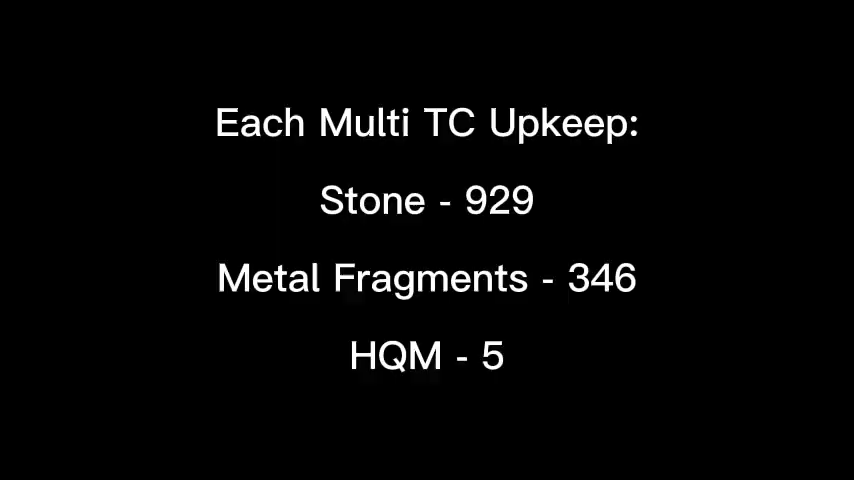 Each Multi TC Upkeep:
Stone - 929
Metal Fragments - 346
HQM - 5